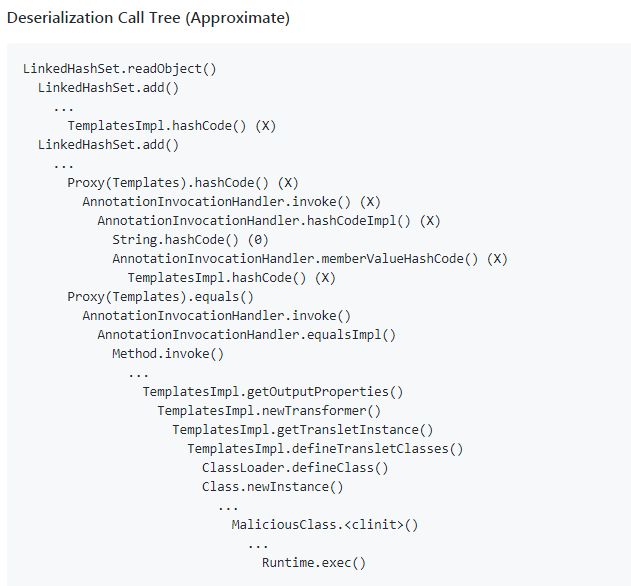 Deserialization Call Tree (Approximate)
LinkedHashSet.readObject()
LinkedHashSet.add()
...
TemplatesImpl.hashCode() (X)
LinkedHashSet.add()
...
Proxy(Templates).hashCode() (X)
AnnotationInvocationHandler.invoke() (X)
AnnotationInvocationHandler.hashCodeImpl() (X)
String.hashCode() (0)
AnnotationInvocationHandler.memberValueHashCode() (X)
TemplatesImpl.hashCode() (X)
Proxy(Templates).equals()
AnnotationInvocationHandler.invoke()
AnnotationInvocationHandler.equalsImpl()
Method.invoke()
...
TemplatesImpl.getOutputProperties()
TemplatesImpl.newTransformer()
TemplatesImpl.getTransletInstance()
TemplatesImpl.defineTransletClasses()
ClassLoader.defineClass()
Class.newInstance()
...
MaliciousClass.<clinit>()
...
Runtime.exec()